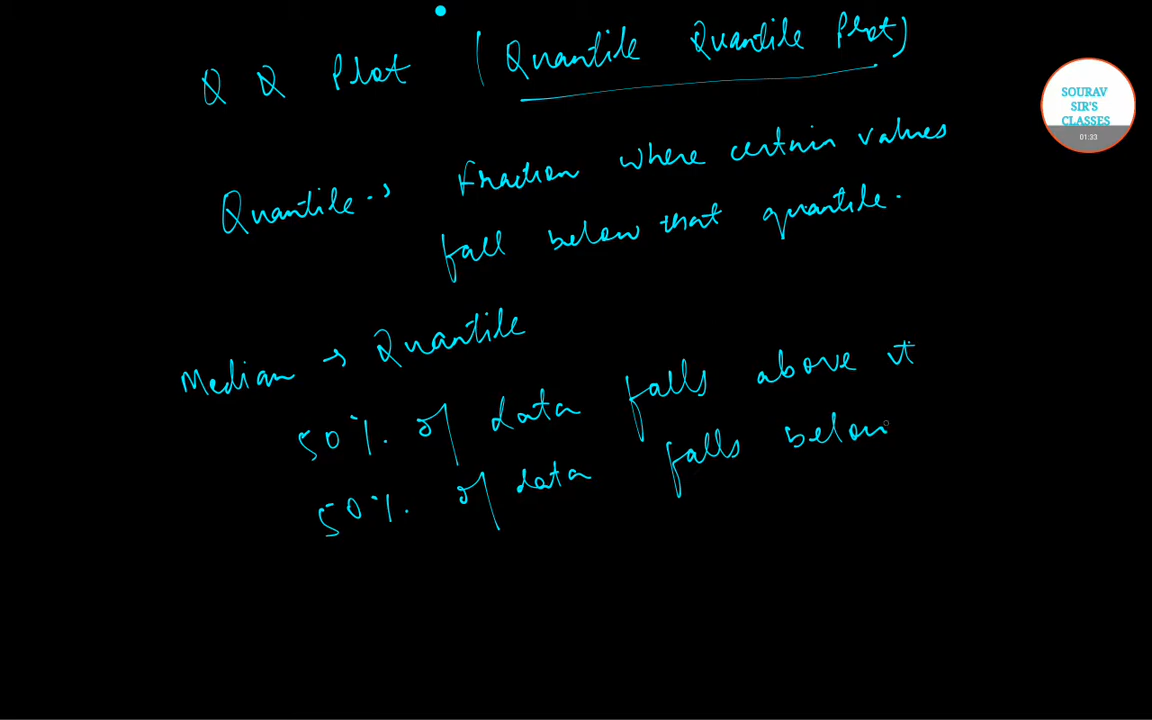 Q Q Plot (Quantile Quantile Plot)
Quantile → Fraction where certain values
fall below that quantile.
Median → Quantile
50% of data falls above it
50% of data falls below
SOURAV
SIR'S
CLASSES
01:33